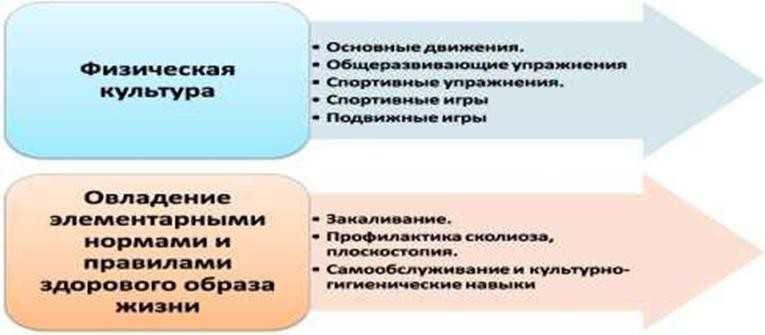 Физическая
культура
• Основные движения.
• Общеразвивающие упражнения
• Спортивные упражнения.
• Спортивные игры
• Подвижные игры
Овладение
элементарными
нормами и
правилами
здорового образа
жизни
• Закаливание.
• Профилактика сколиоза,
плоскостопия.
• Самообслуживание и культурно-
гигиенические навыки